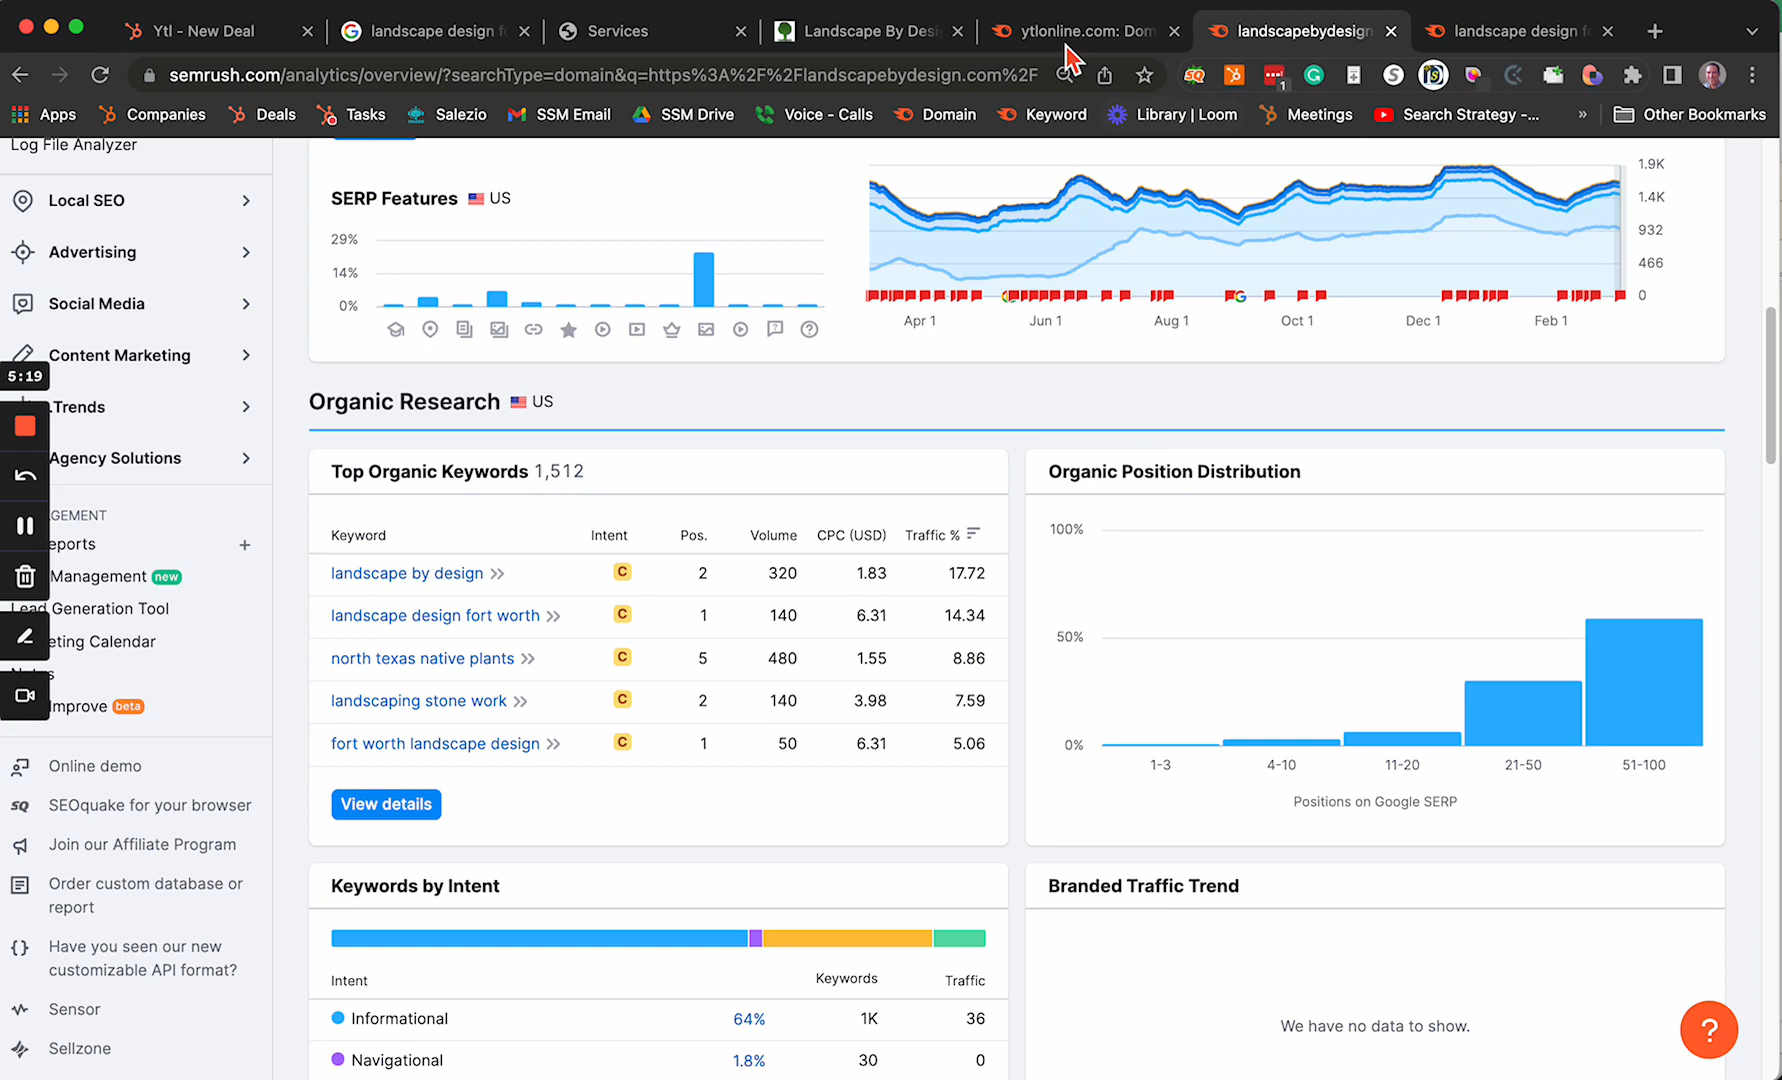 Ytl - New Deal
landscape design fo
Services
Landscape By Desi
ytlonline.com: Dom
landscapebydesign
landscape design fo
semrush.com/analytics/overview/?searchType=domain&q=https%3A%2F%2Flandscapebydesign.com%2F
Apps
Companies
Deals
Tasks
Salezio
SSM Email
SSM Drive
Voice - Calls
Domain
Keyword
Library | Loom
Meetings
Search Strategy -...
»
Other Bookmarks
Log File Analyzer
Local SEO
Advertising
Social Media
Content Marketing
5:19
.Trends
Agency Solutions
GEMENT
eports
Management new
Lead Generation Tool
eting Calendar
Improve beta
Online demo
SEOquake for your browser
Join our Affiliate Program
Order custom database or
report
Have you seen our new
customizable API format?
Sensor
Sellzone
SERP Features US
29%
14%
0%
1.9K
1.4K
932
466
0
Apr 1 Jun 1 Aug 1 Oct 1 Dec 1 Feb 1
Organic Research US
Top Organic Keywords 1,512
Keyword Intent Pos. Volume CPC (USD) Traffic %
landscape by design C 2 320 1.83 17.72
landscape design fort worth C 1 140 6.31 14.34
north texas native plants C 5 480 1.55 8.86
landscaping stone work C 2 140 3.98 7.59
fort worth landscape design C 1 50 6.31 5.06
View details
Organic Position Distribution
100%
50%
0%
1-3 4-10 11-20 21-50 51-100
Positions on Google SERP
Keywords by Intent
Intent Keywords Traffic
Informational 64% 1K 36
Navigational 1.8% 30 0
Branded Traffic Trend
We have no data to show.
?